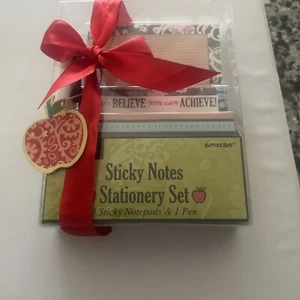 BELIEVE you can ACHIEVE!
amscan
Sticky Notes
Stationery Set
Sticky Notepads & 1 Pen